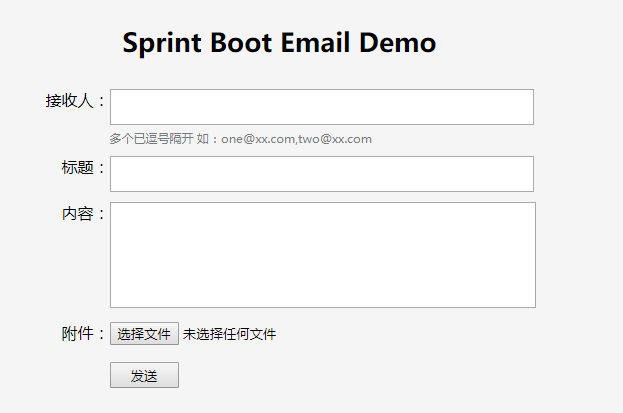 Sprint Boot Email Demo
接收人：
多个已逗号隔开 如：one@xx.com,two@xx.com
标题：
内容：
附件： 选择文件 未选择任何文件
发送